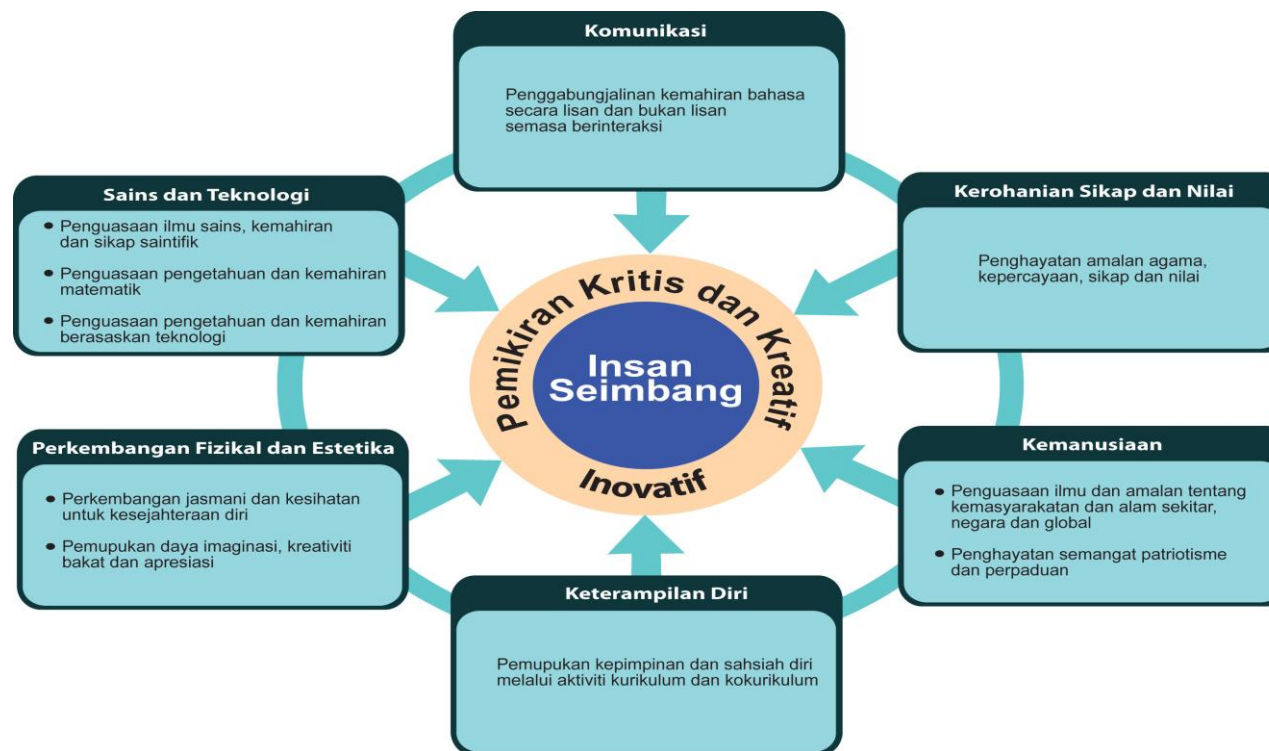 Komunikasi
Penggabungjalinan kemahiran bahasa
secara lisan dan bukan lisan
semasa berinteraksi
Sains dan Teknologi
● Penguasaan ilmu sains, kemahiran
dan sikap saintifik
● Penguasaan pengetahuan dan kemahiran
matematik
● Penguasaan pengetahuan dan kemahiran
berasaskan teknologi
Kerohanian Sikap dan Nilai
Penghayatan amalan agama,
kepercayaan, sikap dan nilai
Pemikiran Kritis dan Kreatif
Insan
Seimbang
Inovatif
Perkembangan Fizikal dan Estetika
● Perkembangan jasmani dan kesihatan
untuk kesejahteraan diri
● Pemupukan daya imaginasi, kreativiti
bakat dan apresiasi
Kemanusiaan
● Penguasaan ilmu dan amalan tentang
kemasyarakatan dan alam sekitar,
negara dan global
● Penghayatan semangat patriotisme
dan perpaduan
Keterampilan Diri
Pemupukan kepimpinan dan sahsiah diri
melalui aktiviti kurikulum dan kokurikulum